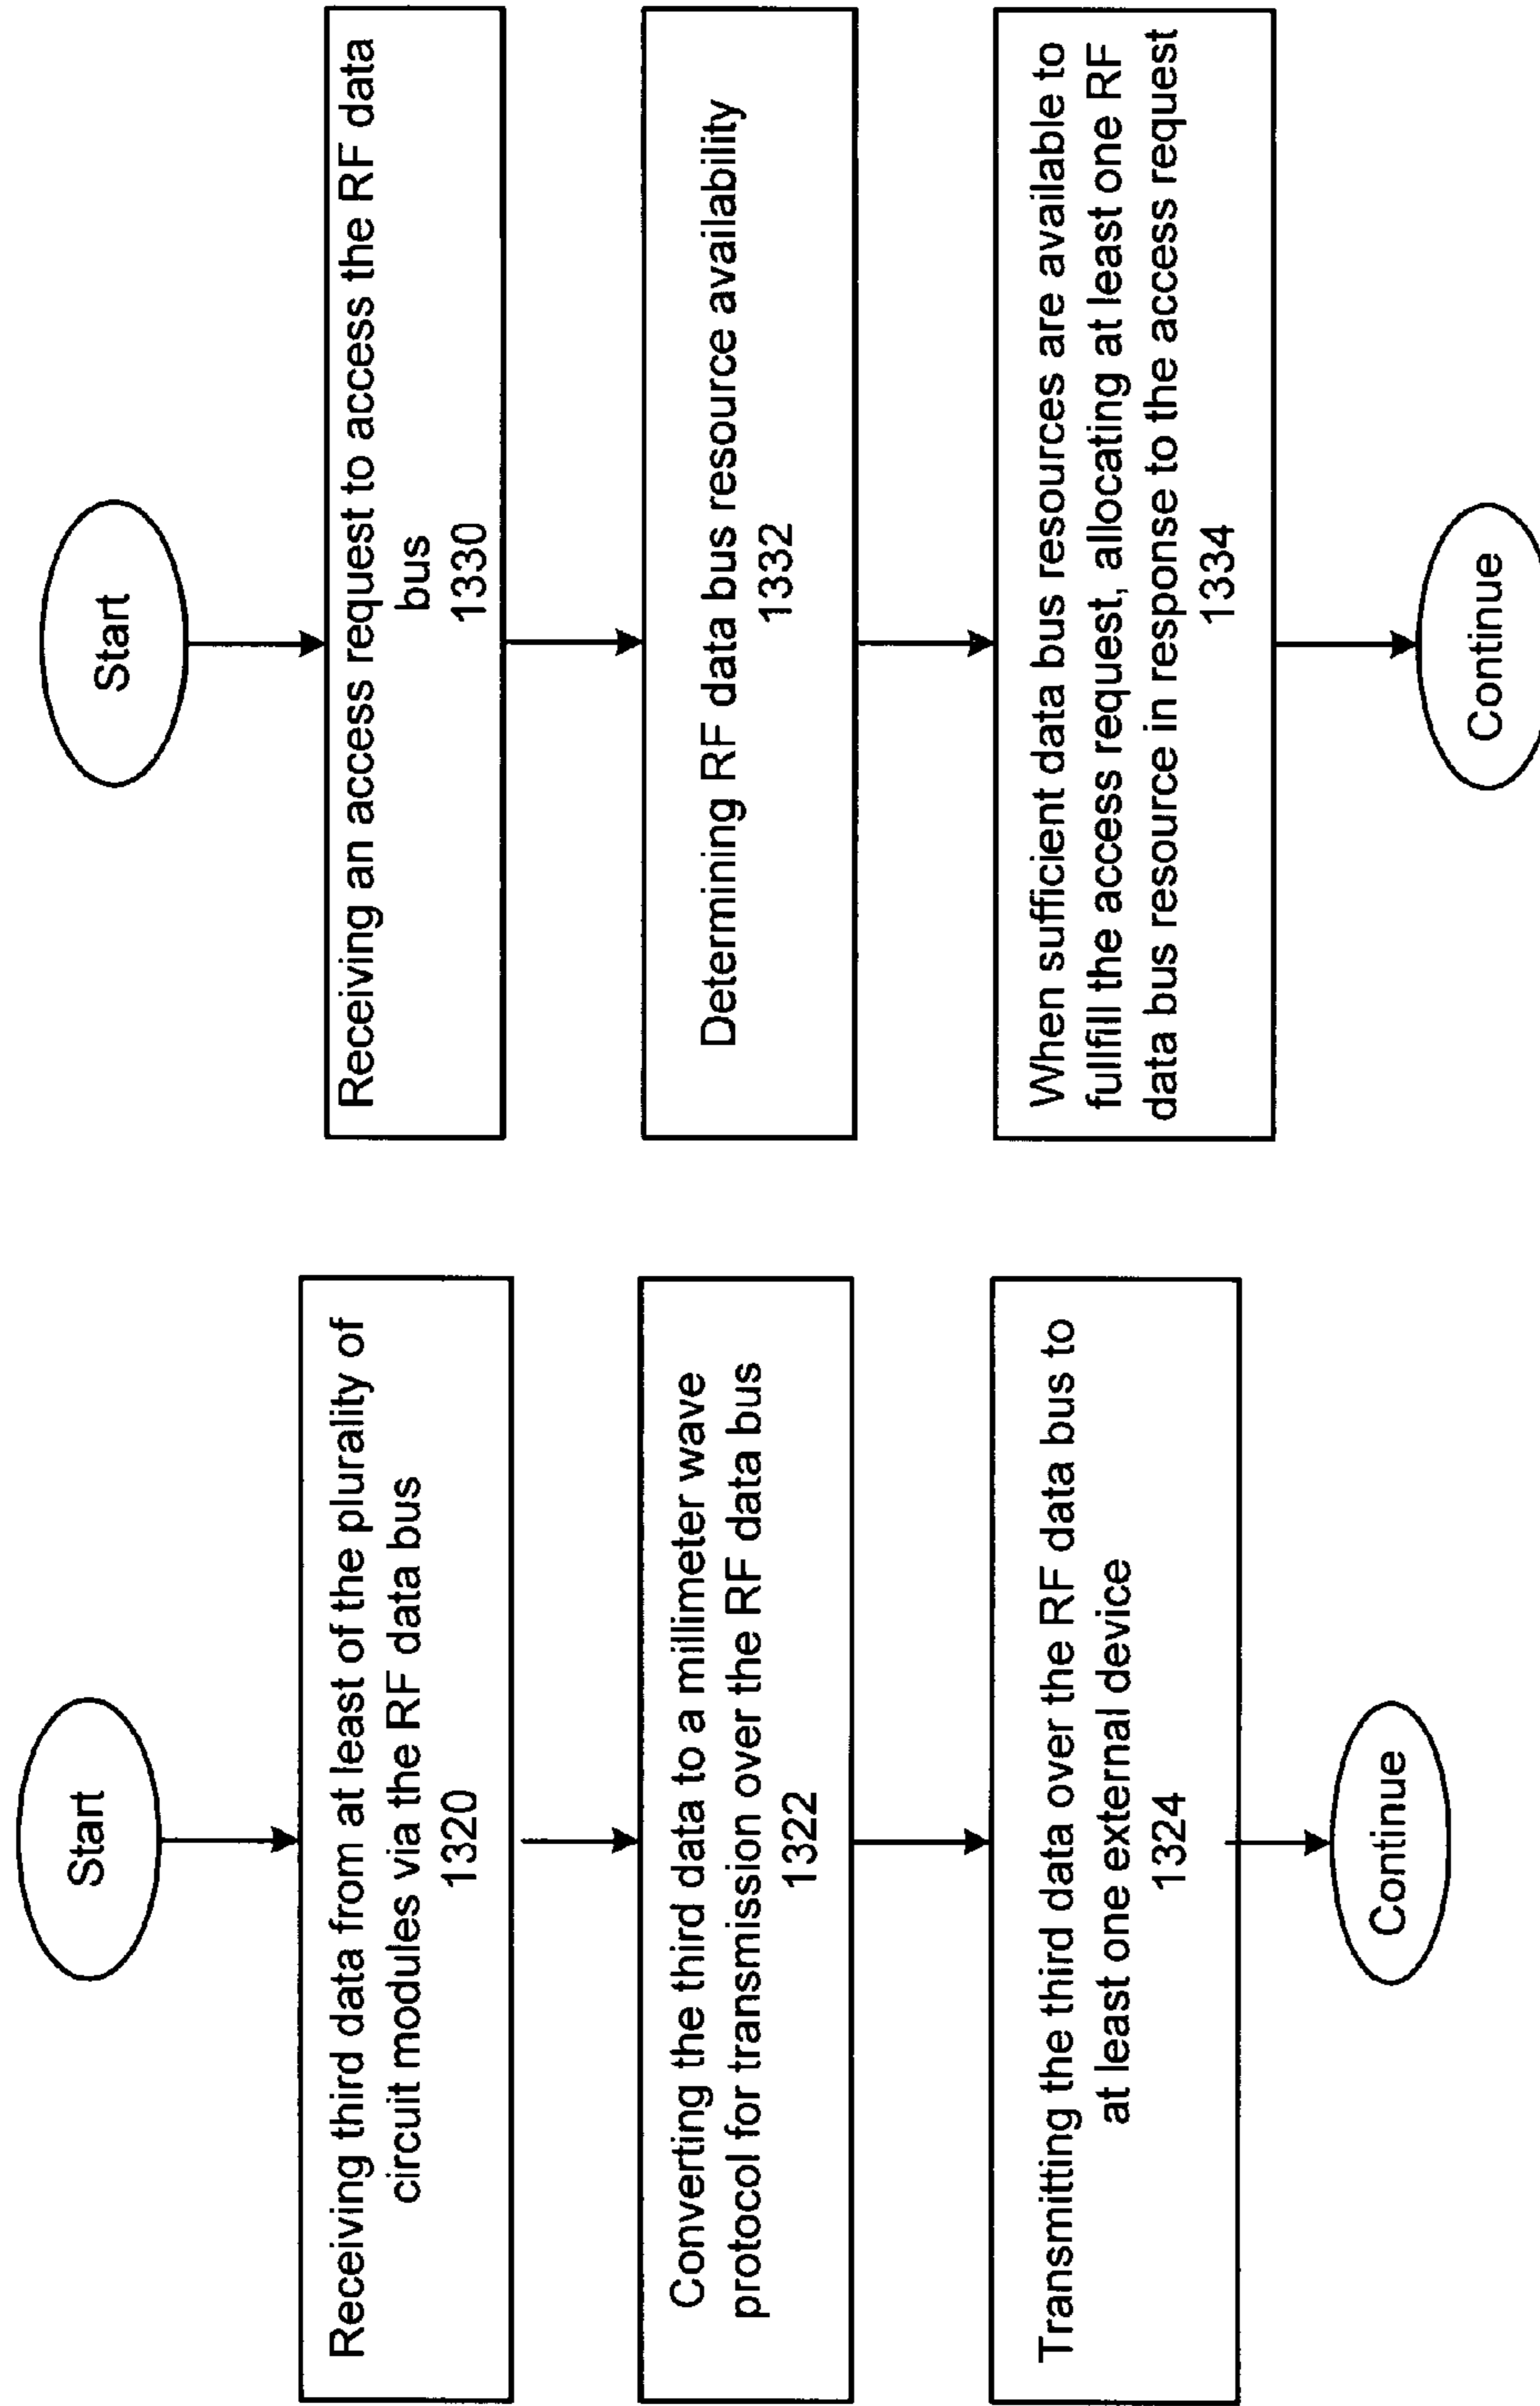 Start
Receiving third data from at least of the plurality of
circuit modules via the RF data bus
1320
Converting the third data to a millimeter wave
protocol for transmission over the RF data bus
1322
Transmitting the third data over the RF data bus to
at least one external device
1324
Continue
Start
Receiving an access request to access the RF data
bus
1330
Determining RF data bus resource availability
1332
When sufficient data bus resources are available to
fullfill the access request, allocating at least one RF
data bus resource in response to the access request
1334
Continue